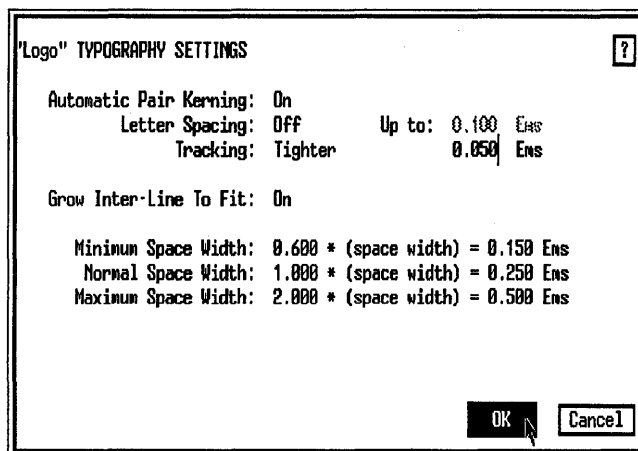 "Logo" TYPOGRAPHY SETTINGS ?
Automatic Pair Kerning: On
Letter Spacing: Off Up to: 0.100 Ems
Tracking: Tighter 0.050 Ems
Grow Inter-Line To Fit: On
Minimum Space Width: 0.600 * (space width) = 0.150 Ems
Normal Space Width: 1.000 * (space width) = 0.250 Ems
Maximum Space Width: 2.000 * (space width) = 0.500 Ems
OK Cancel